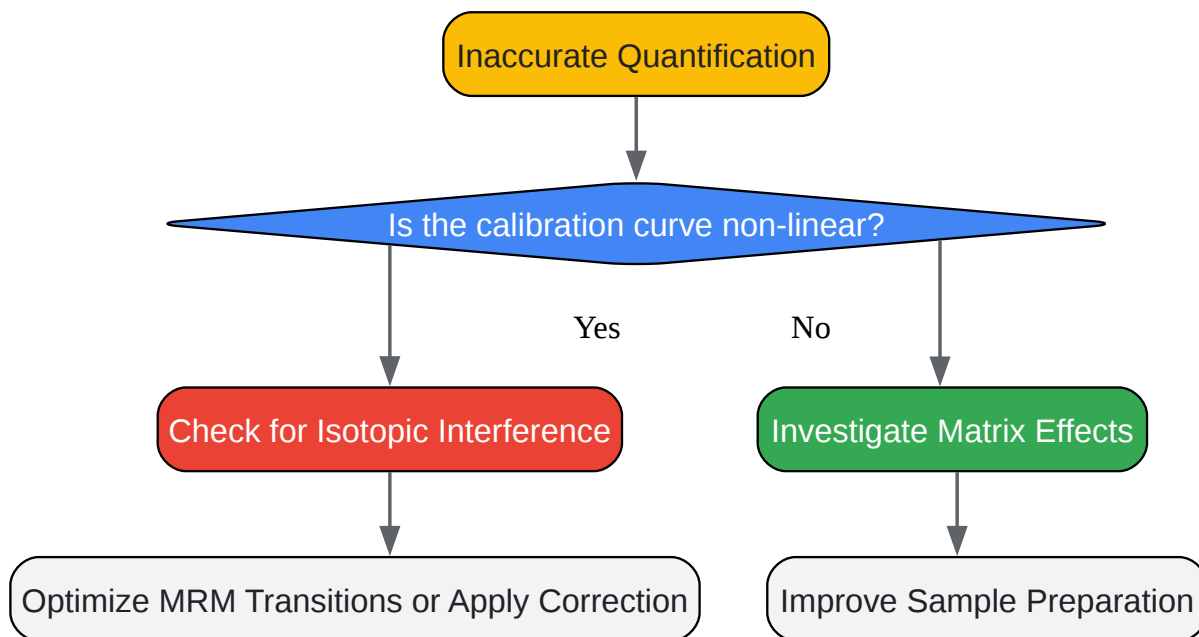 Inaccurate Quantification
Is the calibration curve non-linear?
Yes
No
Check for Isotopic Interference
Investigate Matrix Effects
Optimize MRM Transitions or Apply Correction
Improve Sample Preparation